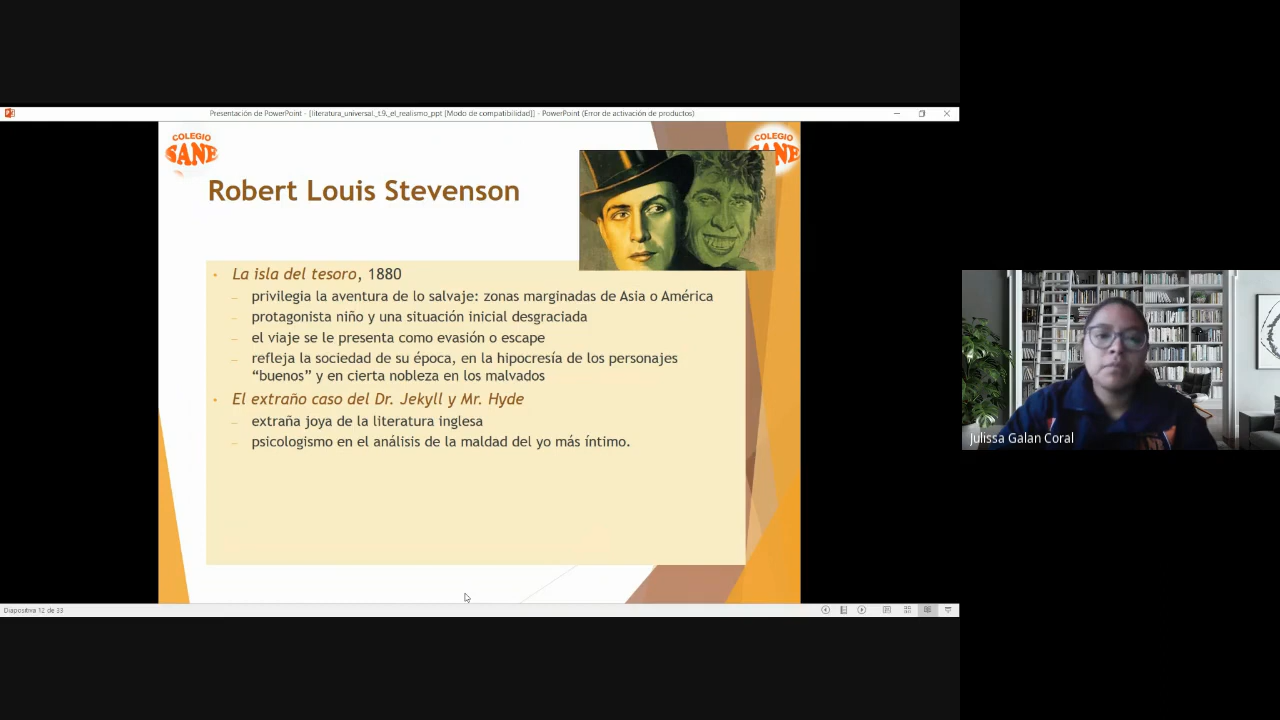 Presentación de PowerPoint - [literatura_universal_t.9_el_realismo_ppt [Modo de compatibilidad]] - PowerPoint (Error de activación de productos)
COLEGIO
SANE
COLEGIO
SANE
Robert Louis Stevenson
• La isla del tesoro, 1880
– privilegia la aventura de lo salvaje: zonas marginadas de Asia o América
– protagonista niño y una situación inicial desgraciada
– el viaje se le presenta como evasión o escape
– refleja la sociedad de su época, en la hipocresía de los personajes
“buenos” y en cierta nobleza en los malvados
• El extraño caso del Dr. Jekyll y Mr. Hyde
– extraña joya de la literatura inglesa
– psicologismo en el análisis de la maldad del yo más íntimo.
Julissa Galan Coral
Diapositiva 12 de 33